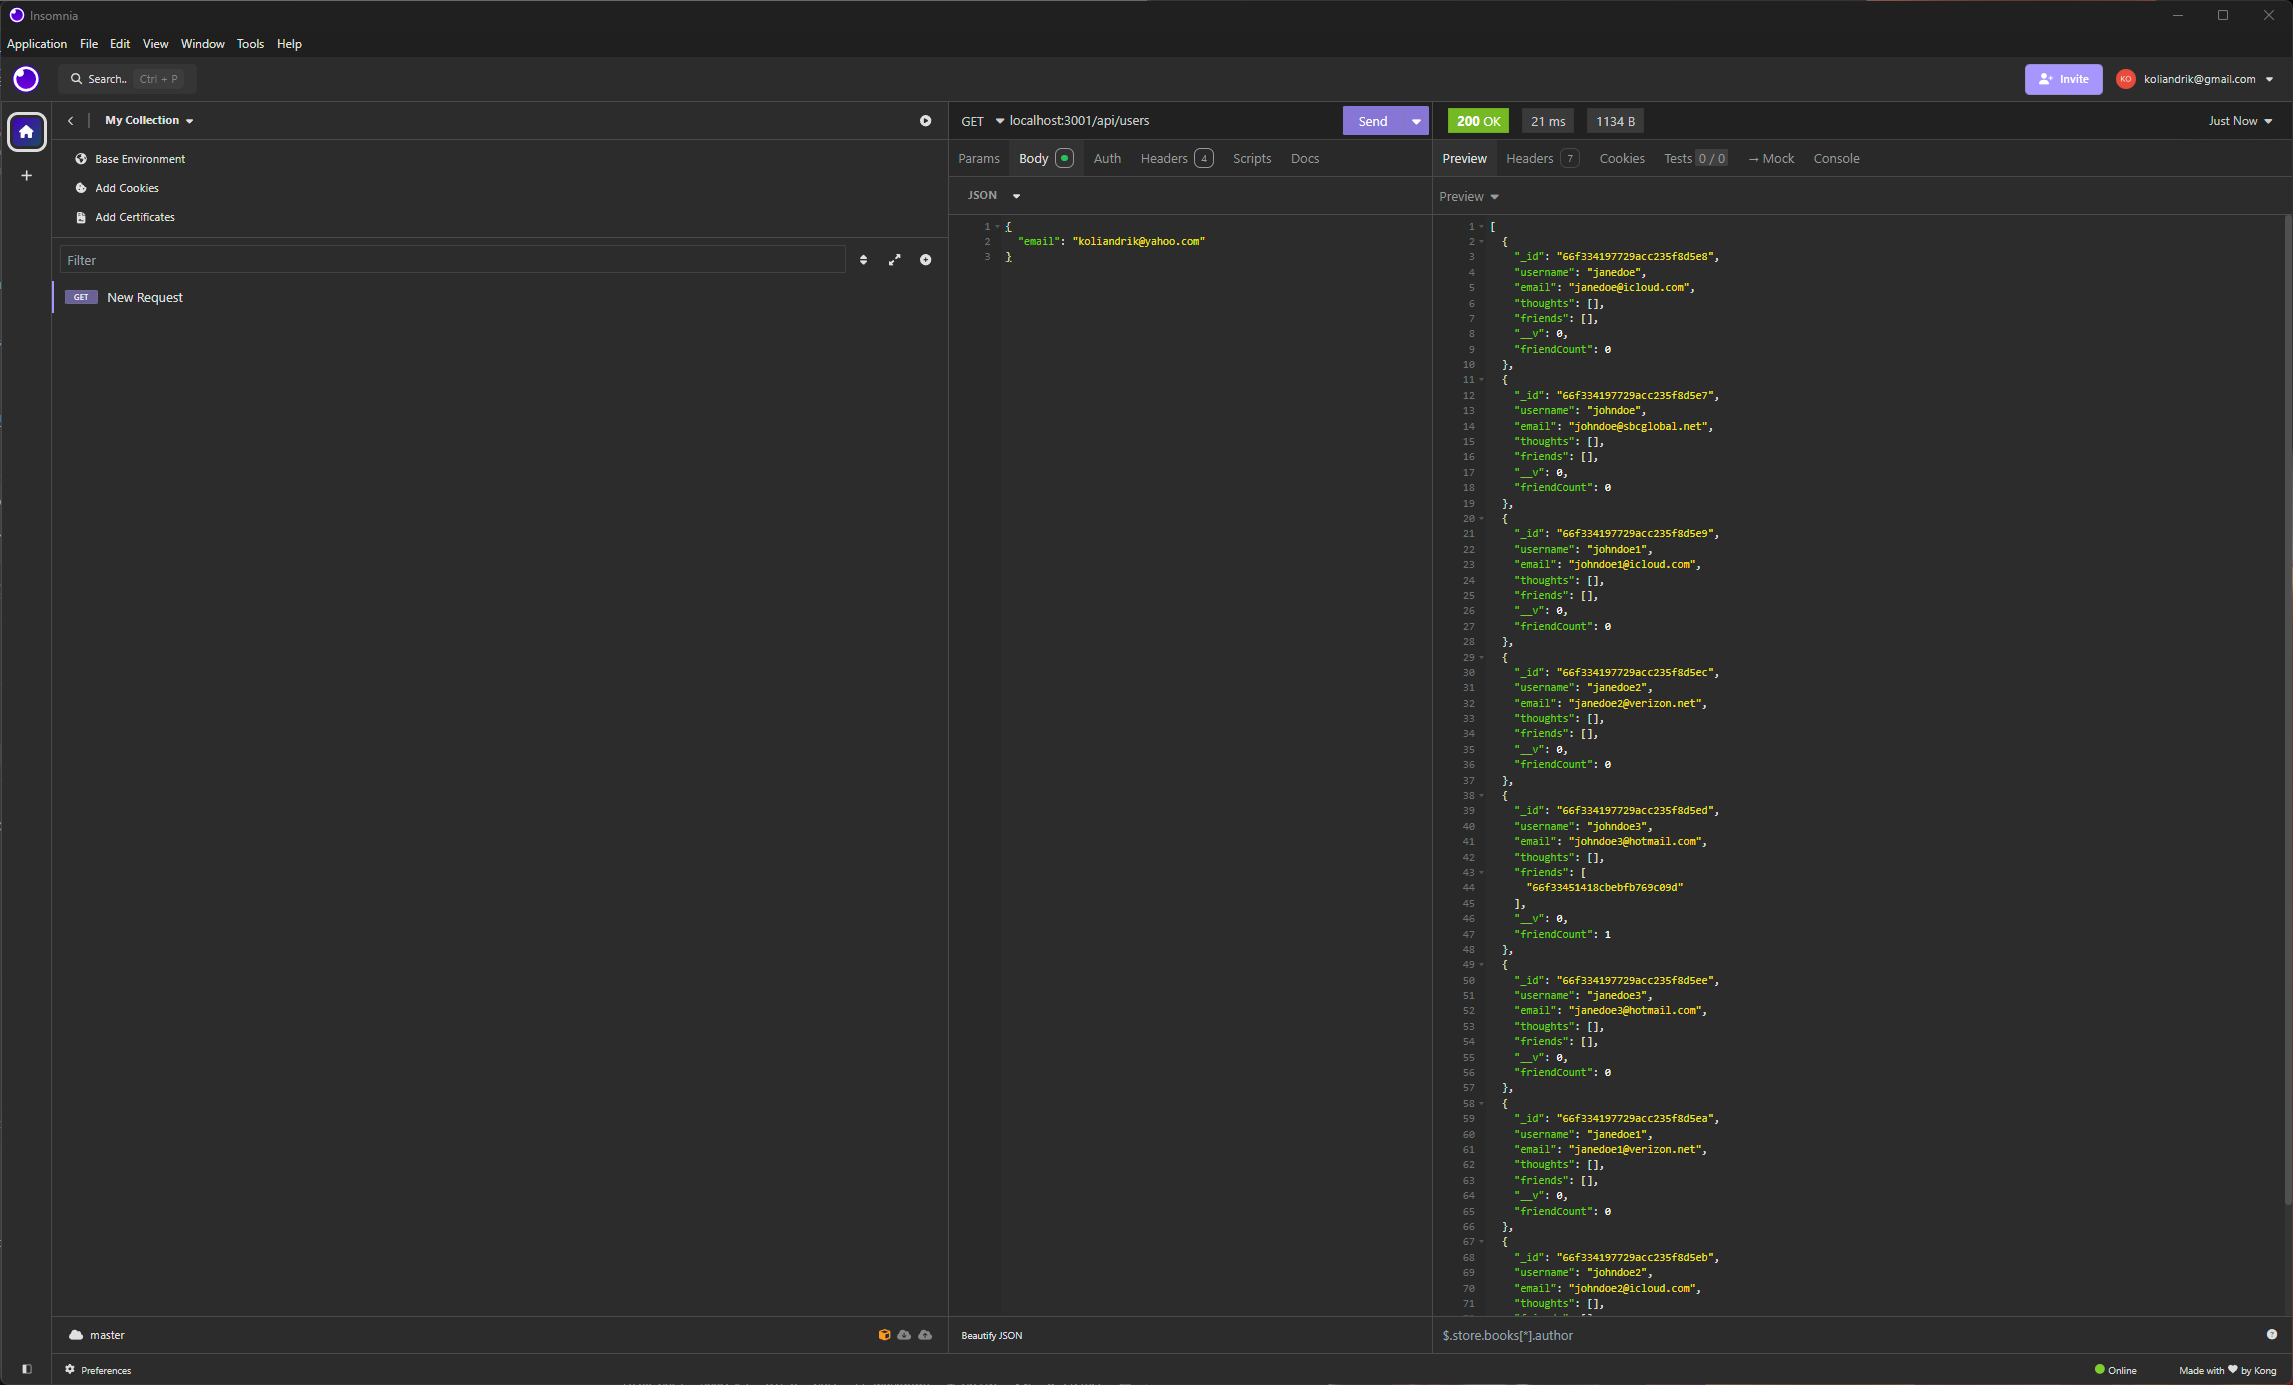 Insomnia
Application File Edit View Window Tools Help
Search.. Ctrl + P
Invite KO koliandrik@gmail.com
My Collection
Base Environment
Add Cookies
Add Certificates
Filter
GET New Request
GET localhost:3001/api/users Send
Params Body Auth Headers 4 Scripts Docs
JSON
1 {
2 "email": "koliandrik@yahoo.com"
3 }
200 OK 21 ms 1134 B Just Now
Preview Headers 7 Cookies Tests 0 / 0 → Mock Console
Preview
1 [
2 {
3 "_id": "66f334197729acc235f8d5e8",
4 "username": "janedoe",
5 "email": "janedoe@icloud.com",
6 "thoughts": [],
7 "friends": [],
8 "__v": 0,
9 "friendCount": 0
10 },
11 {
12 "_id": "66f334197729acc235f8d5e7",
13 "username": "johndoe",
14 "email": "johndoe@sbcglobal.net",
15 "thoughts": [],
16 "friends": [],
17 "__v": 0,
18 "friendCount": 0
19 },
20 {
21 "_id": "66f334197729acc235f8d5e9",
22 "username": "johndoe1",
23 "email": "johndoe1@icloud.com",
24 "thoughts": [],
25 "friends": [],
26 "__v": 0,
27 "friendCount": 0
28 },
29 {
30 "_id": "66f334197729acc235f8d5ec",
31 "username": "janedoe2",
32 "email": "janedoe2@verizon.net",
33 "thoughts": [],
34 "friends": [],
35 "__v": 0,
36 "friendCount": 0
37 },
38 {
39 "_id": "66f334197729acc235f8d5ed",
40 "username": "johndoe3",
41 "email": "johndoe3@hotmail.com",
42 "thoughts": [],
43 "friends": [
44 "66f33451418cbebfb769c09d"
45 ],
46 "__v": 0,
47 "friendCount": 1
48 },
49 {
50 "_id": "66f334197729acc235f8d5ee",
51 "username": "janedoe3",
52 "email": "janedoe3@hotmail.com",
53 "thoughts": [],
54 "friends": [],
55 "__v": 0,
56 "friendCount": 0
57 },
58 {
59 "_id": "66f334197729acc235f8d5ea",
60 "username": "janedoe1",
61 "email": "janedoe1@verizon.net",
62 "thoughts": [],
63 "friends": [],
64 "__v": 0,
65 "friendCount": 0
66 },
67 {
68 "_id": "66f334197729acc235f8d5eb",
69 "username": "johndoe2",
70 "email": "johndoe2@icloud.com",
71 "thoughts": [],
master
Beautify JSON
$.store.books[*].author
Preferences
Online Made with ♥ by Kong